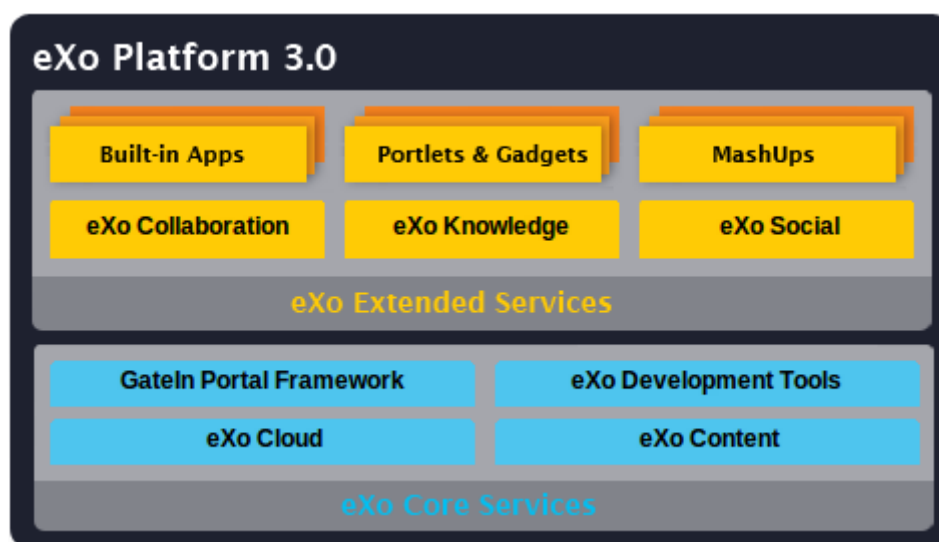 eXo Platform 3.0
Built-in Apps
Portlets & Gadgets
MashUps
eXo Collaboration
eXo Knowledge
eXo Social
eXo Extended Services
GateIn Portal Framework
eXo Development Tools
eXo Cloud
eXo Content
eXo Core Services